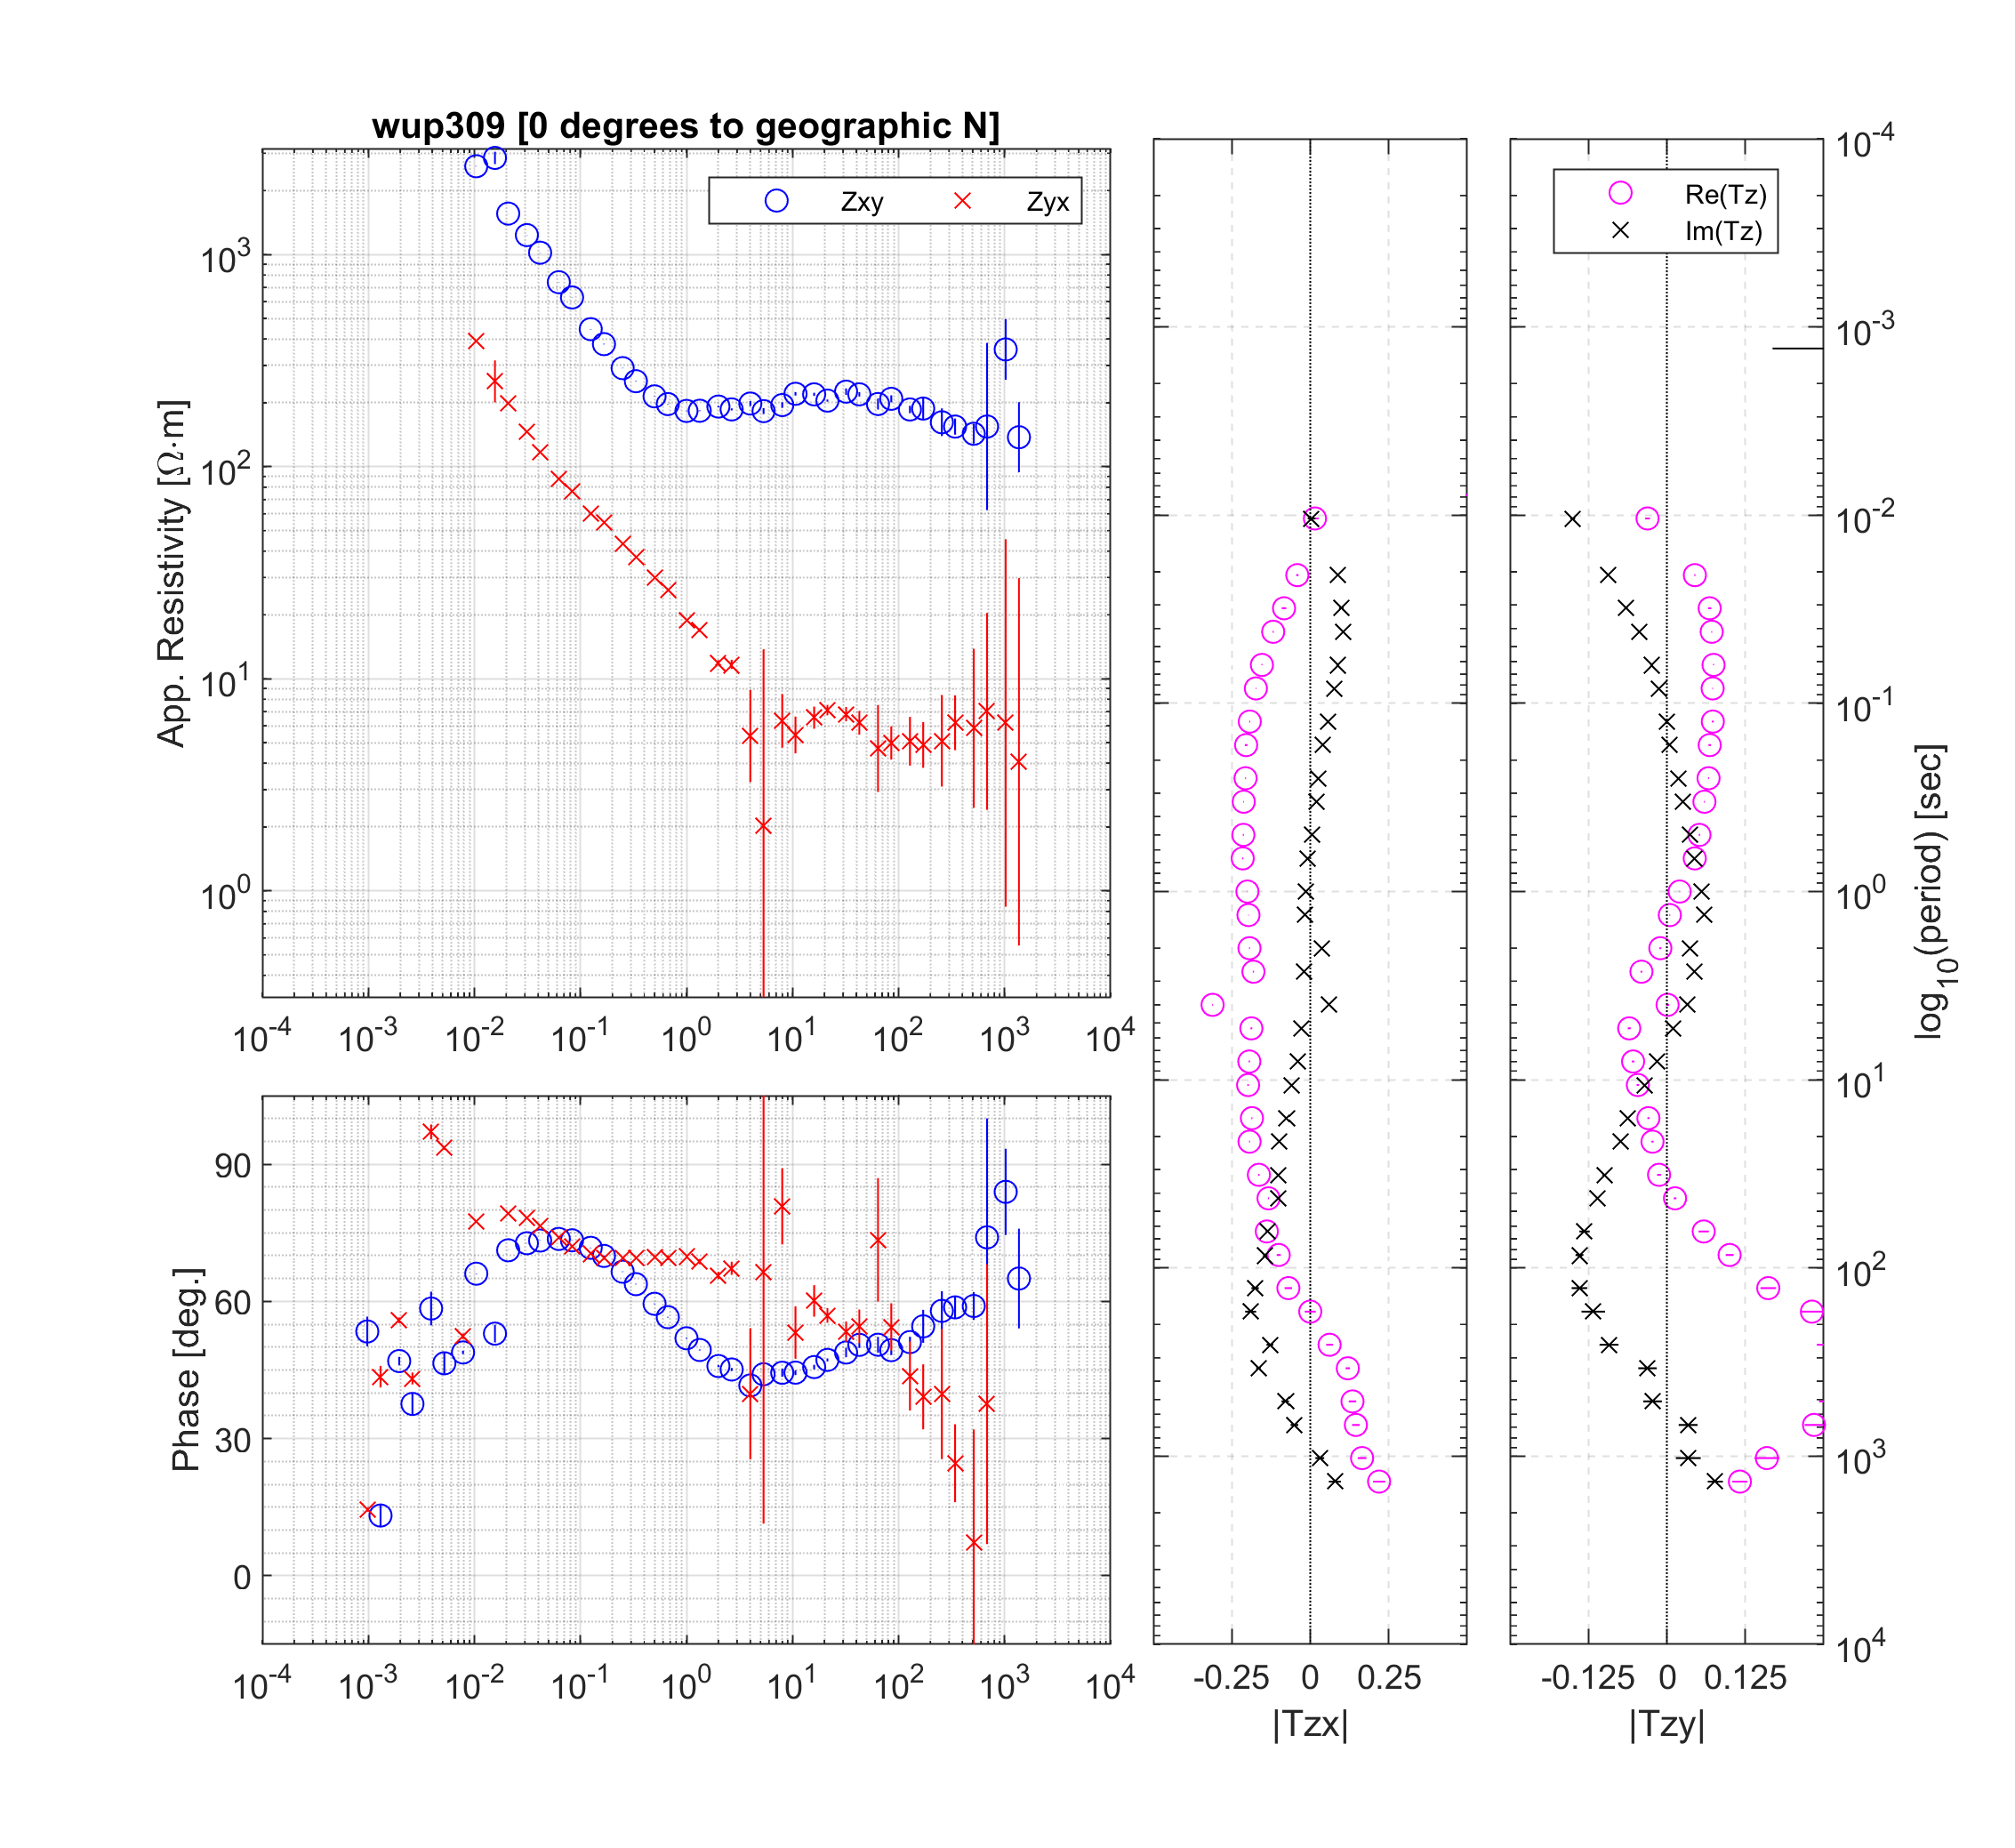 wup309 [0 degrees to geographic N]
Zxy Zyx
App. Resistivity [Ω·m]
10^3
10^2
10^1
10^0
10^-4 10^-3 10^-2 10^-1 10^0 10^1 10^2 10^3 10^4
Phase [deg.]
90
60
30
0
10^-4 10^-3 10^-2 10^-1 10^0 10^1 10^2 10^3 10^4
-0.25 0 0.25
|Tzx|
Re(Tz)
Im(Tz)
-0.125 0 0.125
|Tzy|
10^-4
10^-3
10^-2
10^-1
10^0
10^1
10^2
10^3
10^4
log10(period) [sec]